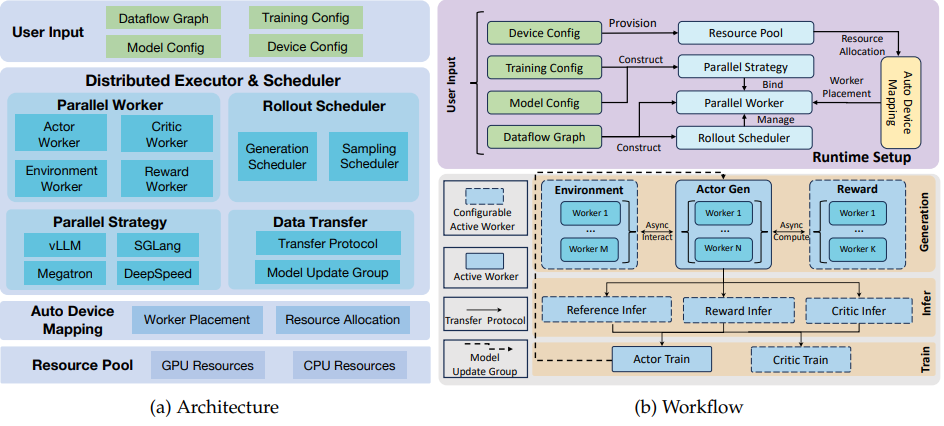 User Input
Dataflow Graph
Training Config
Model Config
Device Config
Distributed Executor & Scheduler
Parallel Worker
Actor
Worker
Critic
Worker
Environment
Worker
Reward
Worker
Rollout Scheduler
Generation
Scheduler
Sampling
Scheduler
Parallel Strategy
vLLM
SGLang
Megatron
DeepSpeed
Data Transfer
Transfer Protocol
Model Update Group
Auto Device
Mapping
Worker Placement
Resource Allocation
Resource Pool
GPU Resources
CPU Resources
(a) Architecture
User Input
Device Config
Provision
Resource Pool
Resource
Allocation
Training Config
Construct
Parallel Strategy
Bind
Worker
Placement
Auto Device
Mapping
Model Config
Parallel Worker
Manage
Dataflow Graph
Construct
Rollout Scheduler
Runtime Setup
Configurable
Active Worker
Active Worker
Transfer Protocol
Model
Update Group
Environment
Worker 1
...
Worker M
Async
Interact
Actor Gen
Worker 1
...
Worker N
Async
Compute
Reward
Worker 1
...
Worker K
Generation
Reference Infer
Reward Infer
Critic Infer
Infer
Actor Train
Critic Train
Train
(b) Workflow